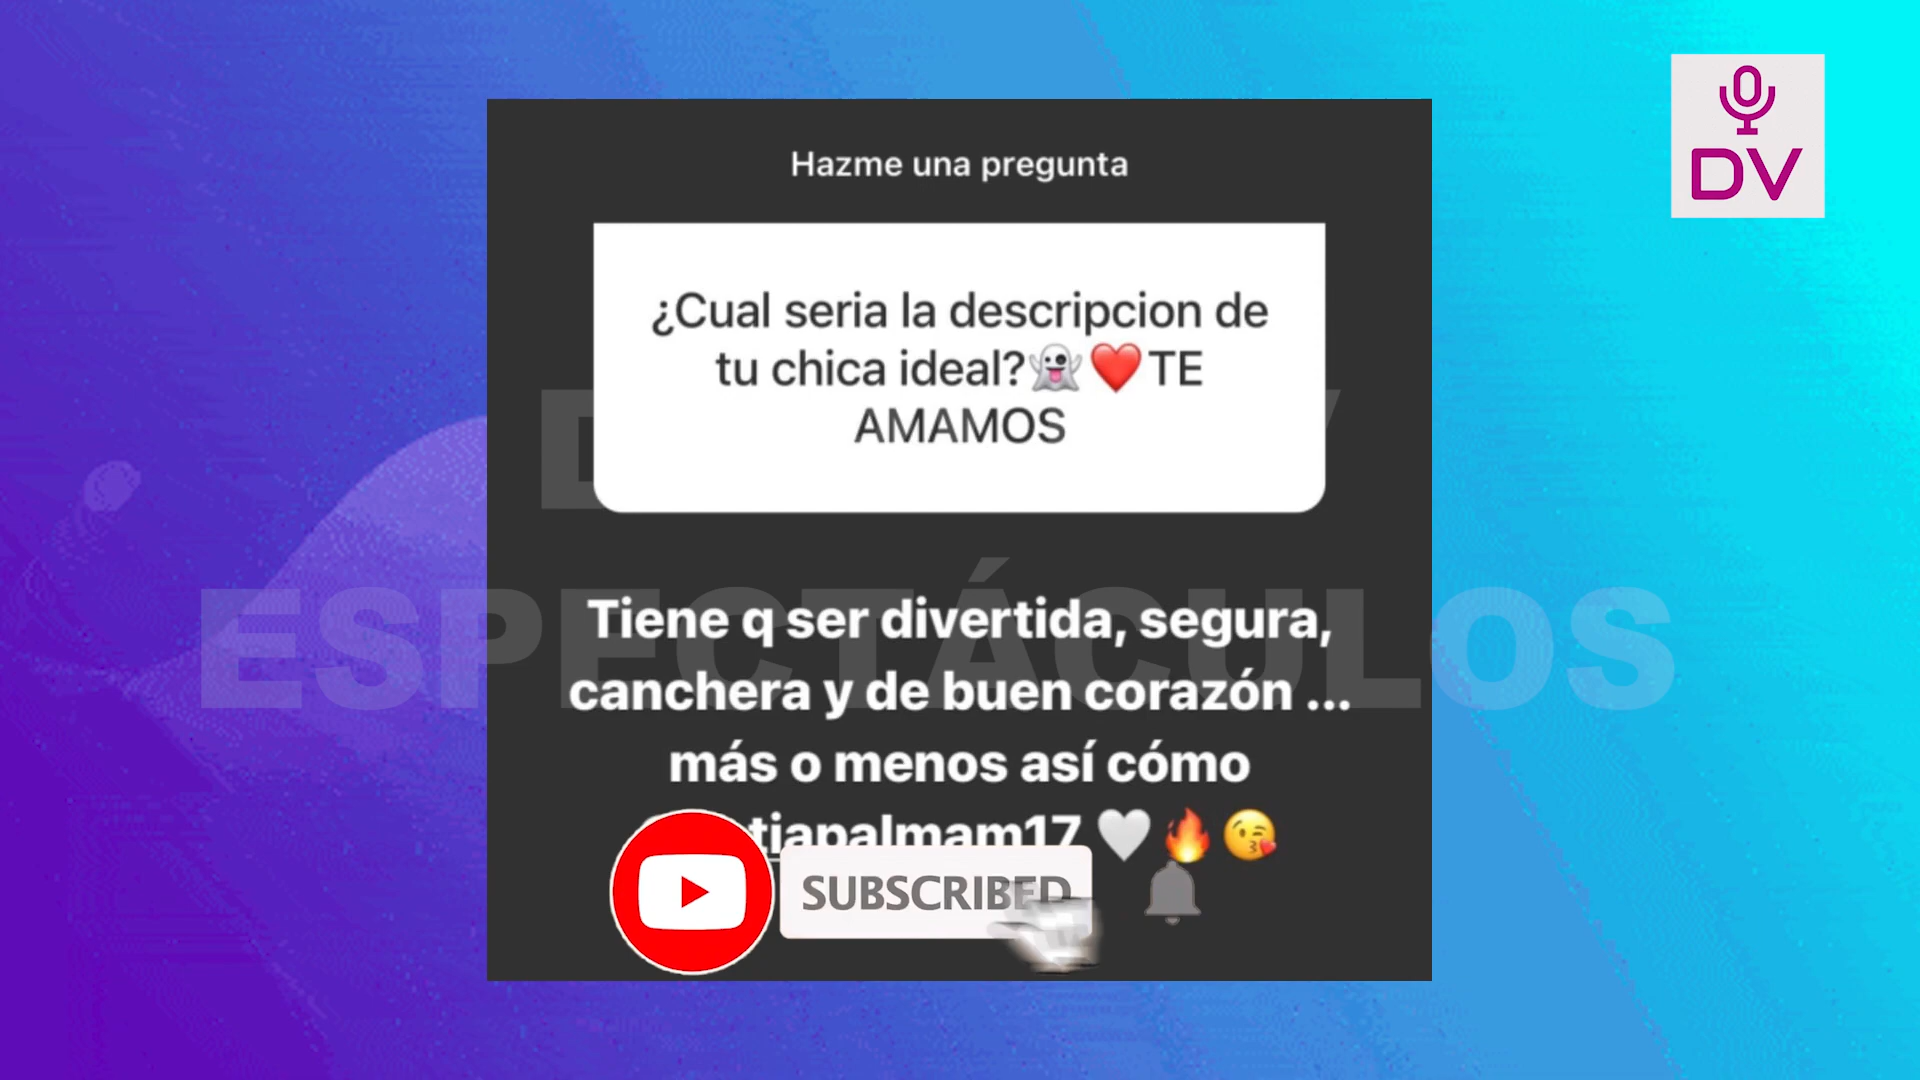 DV
Hazme una pregunta
¿Cual seria la descripcion de
tu chica ideal?👻❤️TE
AMAMOS
Tiene q ser divertida, segura,
canchera y de buen corazón ...
más o menos así cómo
🤍🔥😘
SUBSCRIBED
ESPECTÁCULOS